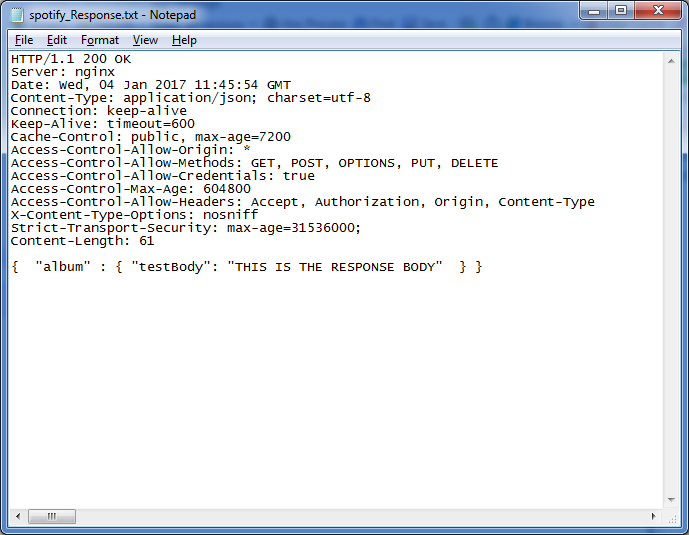 spotify_Response.txt - Notepad
File Edit Format View Help
HTTP/1.1 200 OK
Server: nginx
Date: Wed, 04 Jan 2017 11:45:54 GMT
Content-Type: application/json; charset=utf-8
Connection: keep-alive
Keep-Alive: timeout=600
Cache-Control: public, max-age=7200
Access-Control-Allow-Origin: *
Access-Control-Allow-Methods: GET, POST, OPTIONS, PUT, DELETE
Access-Control-Allow-Credentials: true
Access-Control-Max-Age: 604800
Access-Control-Allow-Headers: Accept, Authorization, Origin, Content-Type
X-Content-Type-Options: nosniff
Strict-Transport-Security: max-age=31536000;
Content-Length: 61
{  "album" : { "testBody": "THIS IS THE RESPONSE BODY"  } }